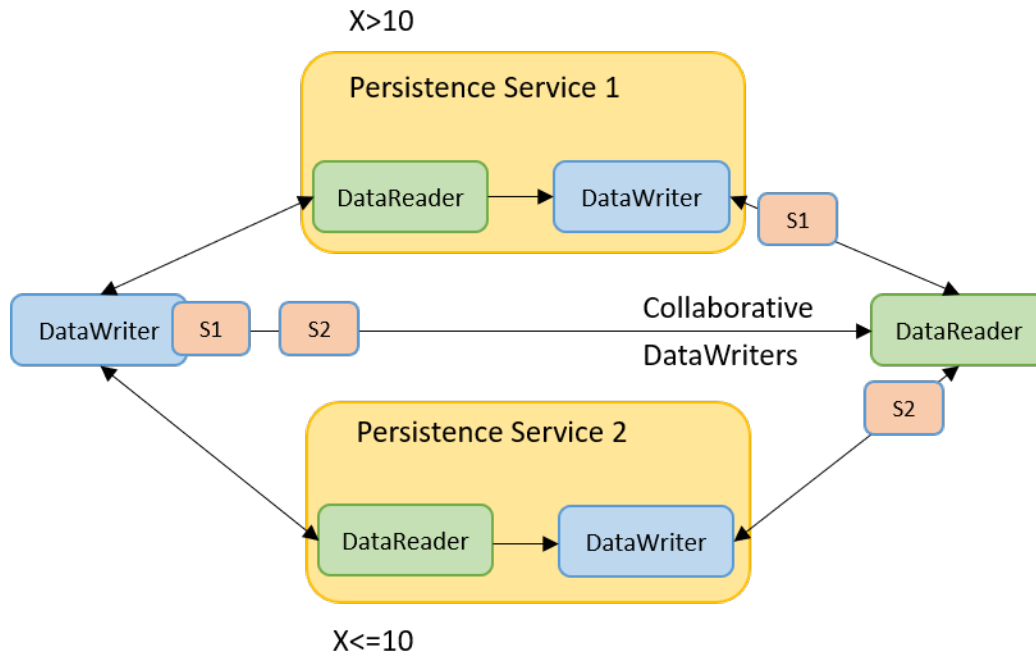 X>10
Persistence Service 1
DataReader
DataWriter
S1
DataWriter
S1
S2
Collaborative
DataWriters
DataReader
S2
Persistence Service 2
DataReader
DataWriter
X<=10